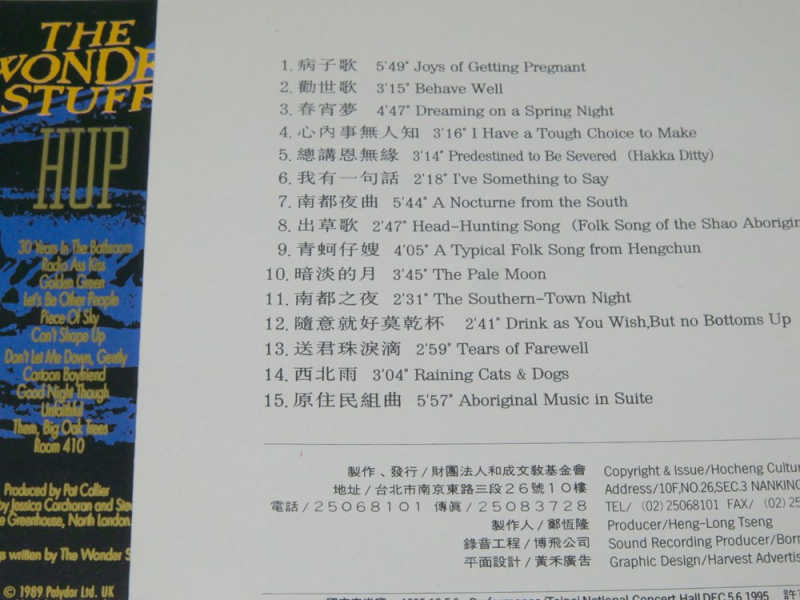 THE
WONDE
STUFF
HUP
30 Years In The Bathroom
Radio Ass Kiss
Golden Green
Let's Be Other People
Piece Of Sky
Can't Shape Up
Don't Let Me Down, Gently
Cartoon Boyfriend
Good Night Though
Unfaithful
Them, Big Oak Trees
Room 410
Produced by Pat Collier
by Jessica Corcoran and Ste
e Greenhouse, North London.
gs written by The Wonder S
© 1989 Polydor Ltd. UK
1. 病子歌 5'49" Joys of Getting Pregnant
2. 勸世歌 3'15" Behave Well
3. 春宵夢 4'47" Dreaming on a Spring Night
4. 心內事無人知 3'16" I Have a Tough Choice to Make
5. 總講恩無緣 3'14" Predestined to Be Severed (Hakka Ditty)
6. 我有一句話 2'18" I've Something to Say
7. 南都夜曲 5'44" A Nocturne from the South
8. 出草歌 2'47" Head-Hunting Song (Folk Song of the Shao Aborigin
9. 青蚵仔嫂 4'05" A Typical Folk Song from Hengchun
10. 暗淡的月 3'45" The Pale Moon
11. 南都之夜 2'31" The Southern-Town Night
12. 隨意就好莫乾杯 2'41" Drink as You Wish,But no Bottoms Up
13. 送君珠淚滴 2'59" Tears of Farewell
14. 西北雨 3'04" Raining Cats & Dogs
15. 原住民組曲 5'57" Aboriginal Music in Suite
製作、發行/財團法人和成文教基金會 Copyright & Issue/Hocheng Cultur
地址/台北市南京東路三段26號10樓 Address/10F,NO.26,SEC.3 NANKING
電話/25068101 傳眞/25083728 TEL/ (02) 25068101 FAX/ (02) 25
製作人/鄭恆隆 Producer/Heng-Long Tseng
錄音工程/博飛公司 Sound Recording Producer/Born
平面設計/黃禾廣告 Graphic Design/Harvest Advertis
1995.12.5.6 Performance/Taipei National Concert Hall DEC.5.6 1995